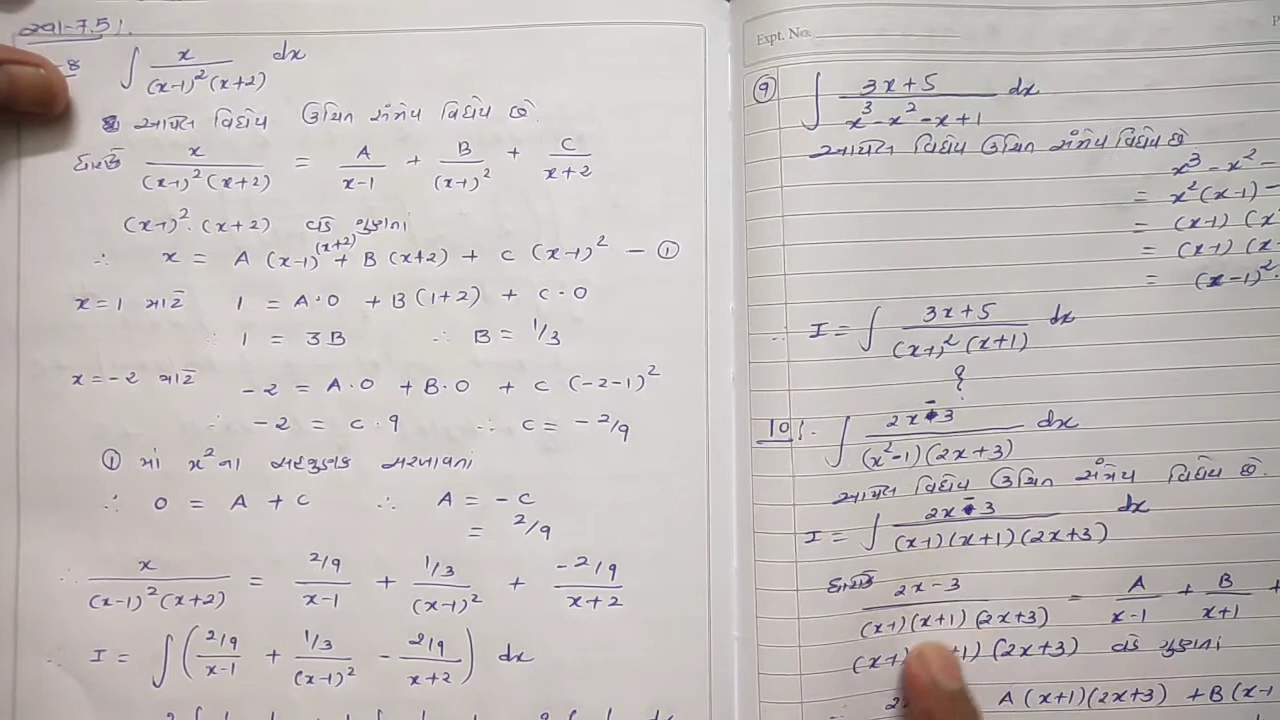 સ્વા-7.5 !.
-8 ∫ x / (x-1)²(x+2) dx
આપેલ વિધેય ઉચિત સંમેય વિધેય છે.
ધારોકે x / (x-1)²(x+2) = A / x-1 + B / (x-1)² + C / x+2
(x-1)². (x+2) વડે ગુણતાં
∴ x = A (x-1)(x+2) + B (x+2) + C (x-1)² — ①
x=1 માટે 1 = A·0 + B(1+2) + C·0
∴ 1 = 3B ∴ B = 1/3
x=-2 માટે -2 = A·0 + B·0 + C (-2-1)²
∴ -2 = C·9 ∴ C = -2/9
① માં x² ના સહગુણક સરખાવતાં
∴ 0 = A + C ∴ A = -C
= 2/9
∴ x / (x-1)²(x+2) = 2/9 / x-1 + 1/3 / (x-1)² + -2/9 / x+2
∴ I = ∫ ( 2/9 / x-1 + 1/3 / (x-1)² - 2/9 / x+2 ) dx
Expt. No.
⑨ ∫ 3x+5 / x³-x²-x+1 dx
આપેલ વિધેય ઉચિત સંમેય વિધેય છે.
x³-x²-
= x²(x-1)-
= (x-1) (x
= (x-1) (x
= (x-1)².
∴ I = ∫ 3x+5 / (x-1)²(x+1) dx
?
10 !. ∫ 2x-3 / (x²-1)(2x+3) dx
આપેલ વિધેય ઉચિત સંમેય વિધેય છે.
I = ∫ 2x-3 / (x-1)(x+1)(2x+3) dx
ધારોકે 2x-3 / (x-1)(x+1)(2x+3) = A / x-1 + B / x+1 +
(x-1) +1) (2x+3) વડે ગુણતાં
∴ A(x+1)(2x+3) + B(x-1